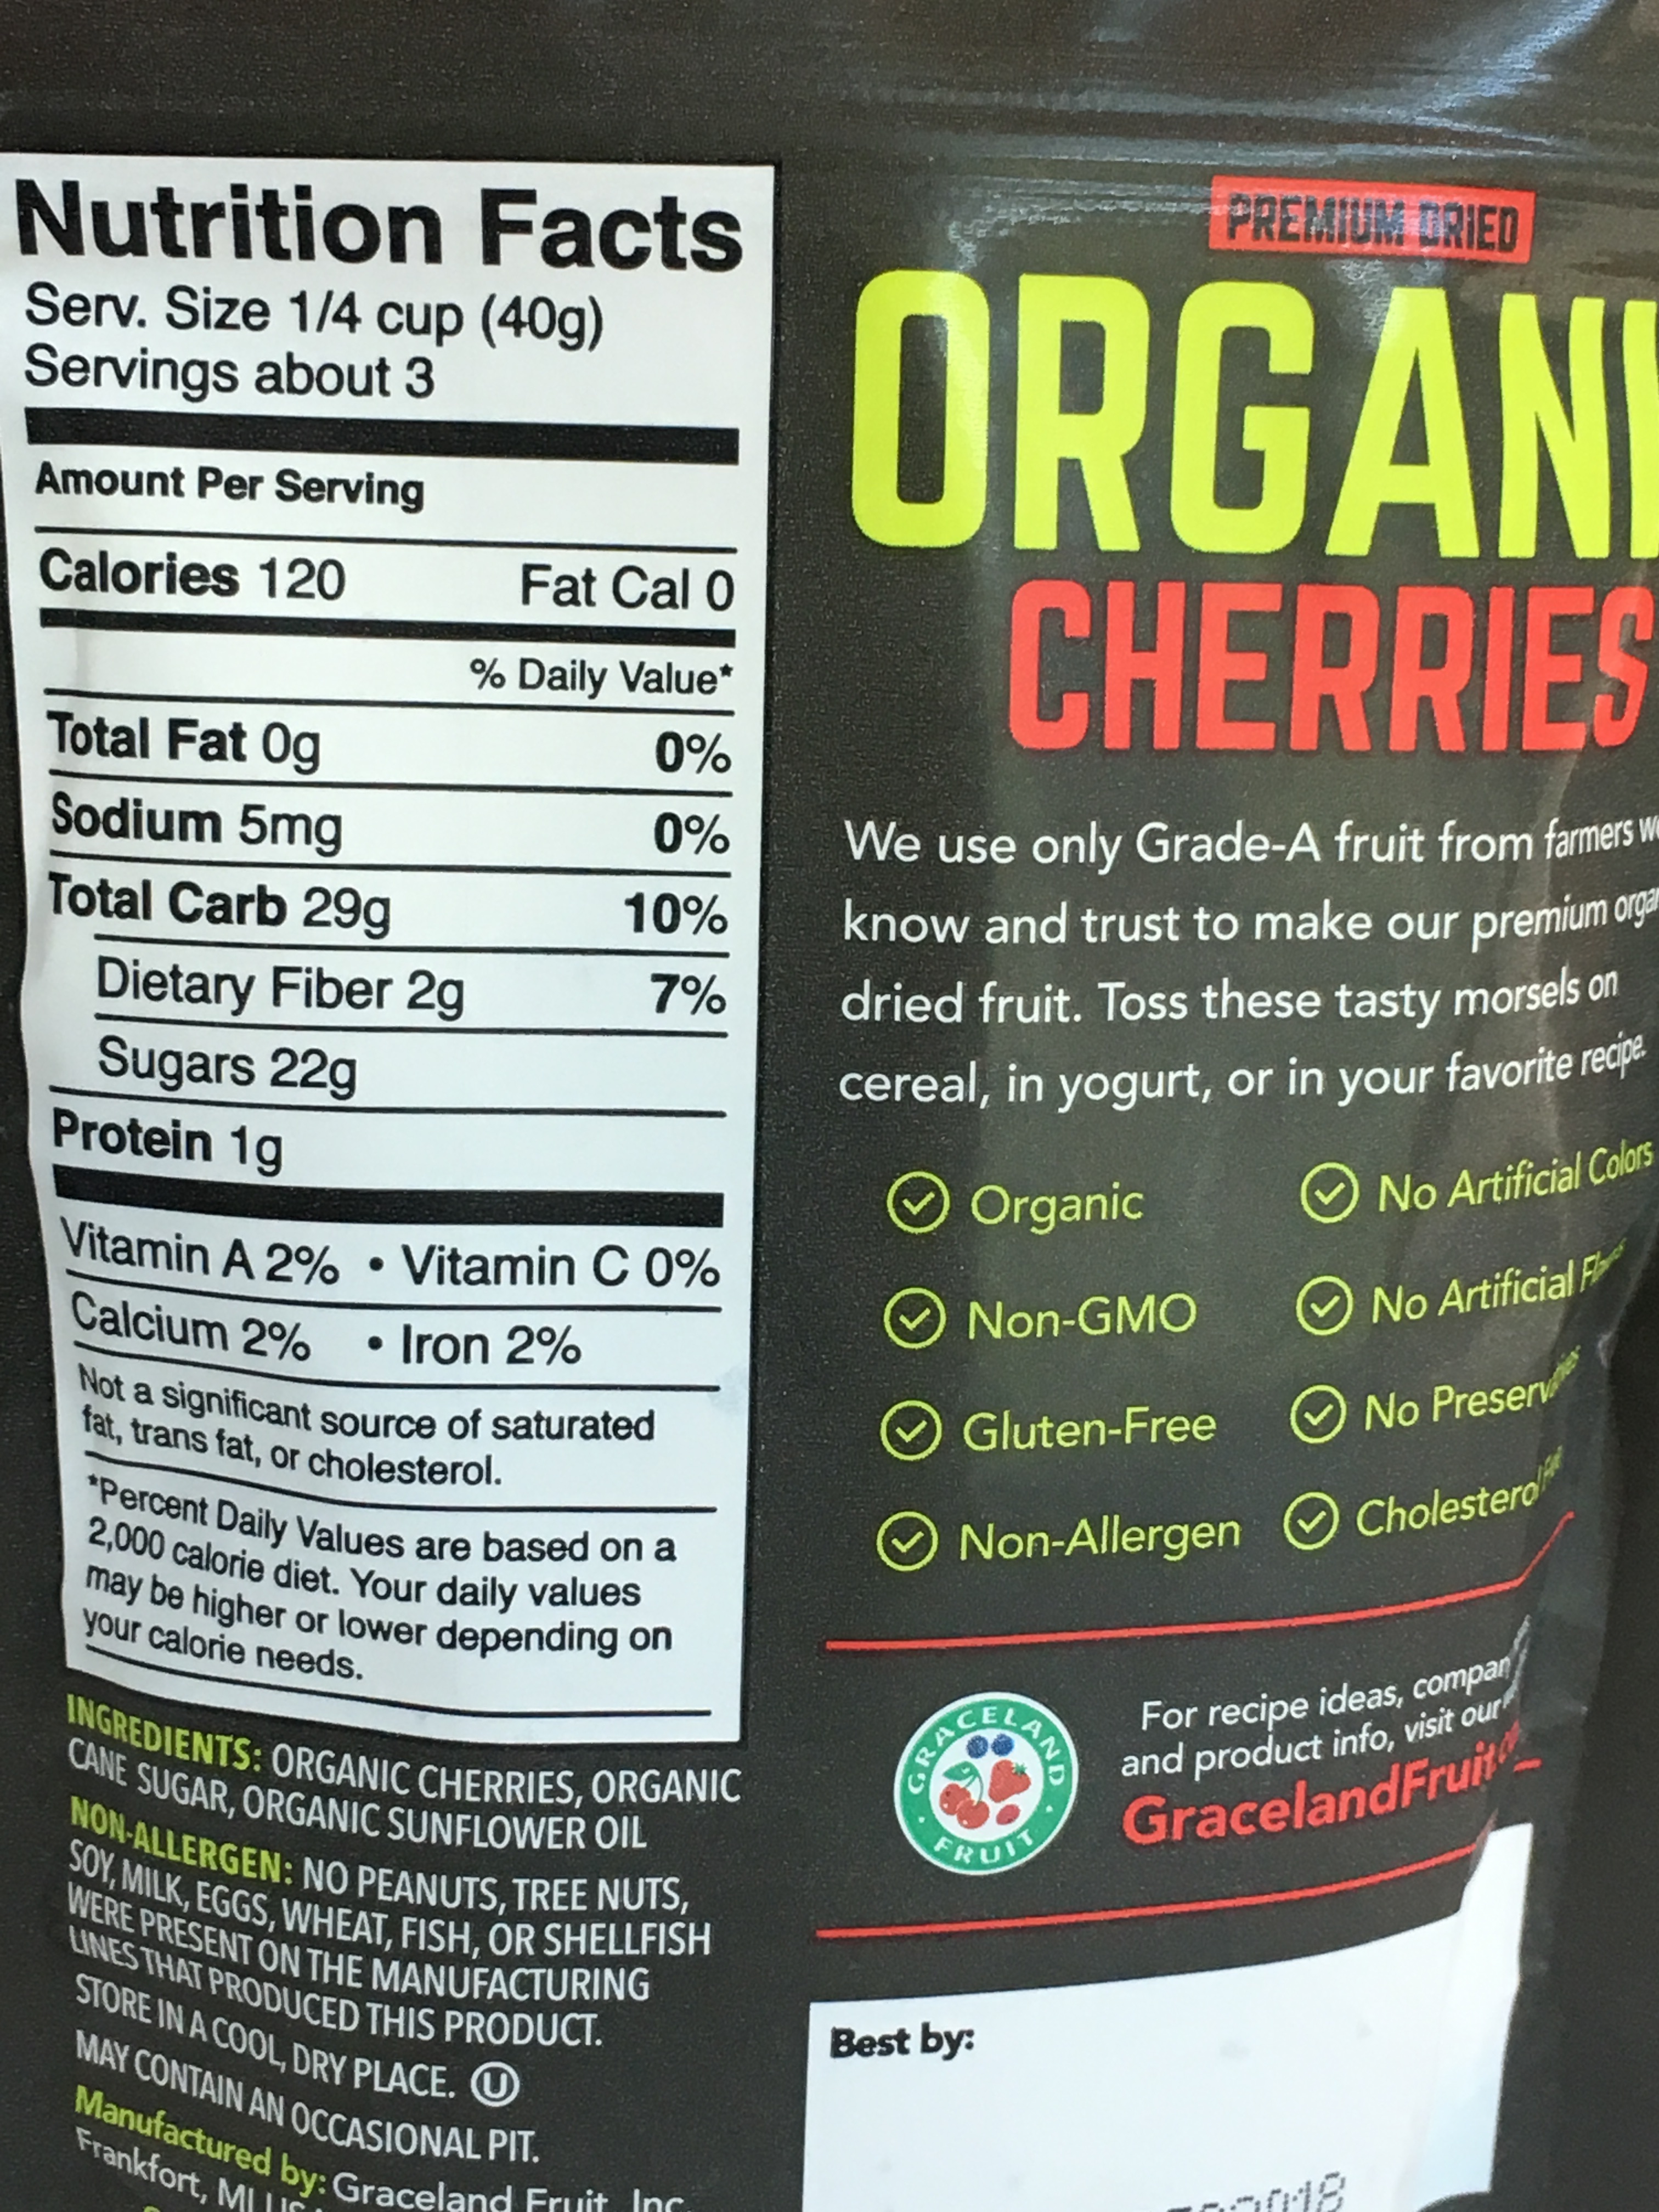 Nutrition Facts
Serv. Size 1/4 cup (40g)
Servings about 3
Amount Per Serving
Calories 120 Fat Cal 0
% Daily Value*
Total Fat 0g 0%
Sodium 5mg 0%
Total Carb 29g 10%
Dietary Fiber 2g 7%
Sugars 22g
Protein 1g
Vitamin A 2% • Vitamin C 0%
Calcium 2% • Iron 2%
Not a significant source of saturated
fat, trans fat, or cholesterol.
*Percent Daily Values are based on a
2,000 calorie diet. Your daily values
may be higher or lower depending on
your calorie needs.
INGREDIENTS: ORGANIC CHERRIES, ORGANIC
CANE SUGAR, ORGANIC SUNFLOWER OIL
NON-ALLERGEN: NO PEANUTS, TREE NUTS,
SOY, MILK, EGGS, WHEAT, FISH, OR SHELLFISH
WERE PRESENT ON THE MANUFACTURING
LINES THAT PRODUCED THIS PRODUCT.
STORE IN A COOL, DRY PLACE. U
MAY CONTAIN AN OCCASIONAL PIT.
Manufactured by: Graceland Fruit, Inc.
Frankfort, MI
PREMIUM DRIED
ORGANI
CHERRIES
We use only Grade-A fruit from farmers we
know and trust to make our premium organ
dried fruit. Toss these tasty morsels on
cereal, in yogurt, or in your favorite recipe.
Organic
No Artificial Colors
Non-GMO
No Artificial
Gluten-Free
No Preservatives
Non-Allergen
Cholesterol
GRACELAND
FRUIT
For recipe ideas, compan
and product info, visit our
GracelandFruit
Best by: